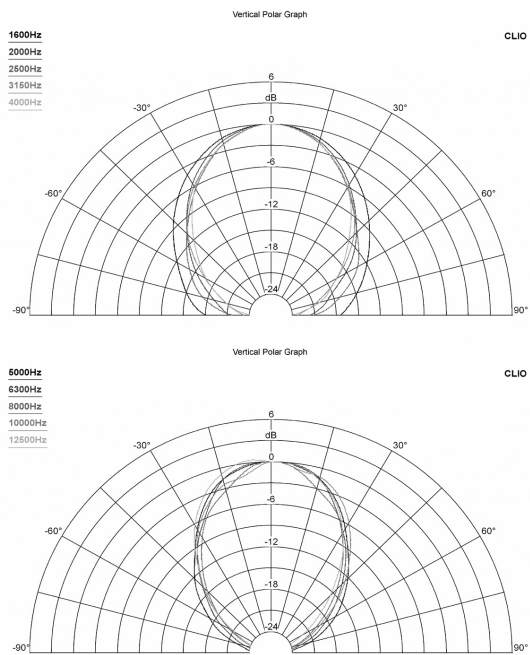 Vertical Polar Graph
1600Hz
2000Hz
2500Hz
3150Hz
4000Hz
CLIO
6
dB
0
-6
-12
-18
-24
-30°
30°
-60°
60°
-90°
90°
Vertical Polar Graph
5000Hz
6300Hz
8000Hz
10000Hz
12500Hz
CLIO
6
dB
0
-6
-12
-18
-24
-30°
30°
-60°
60°
-90°
90°